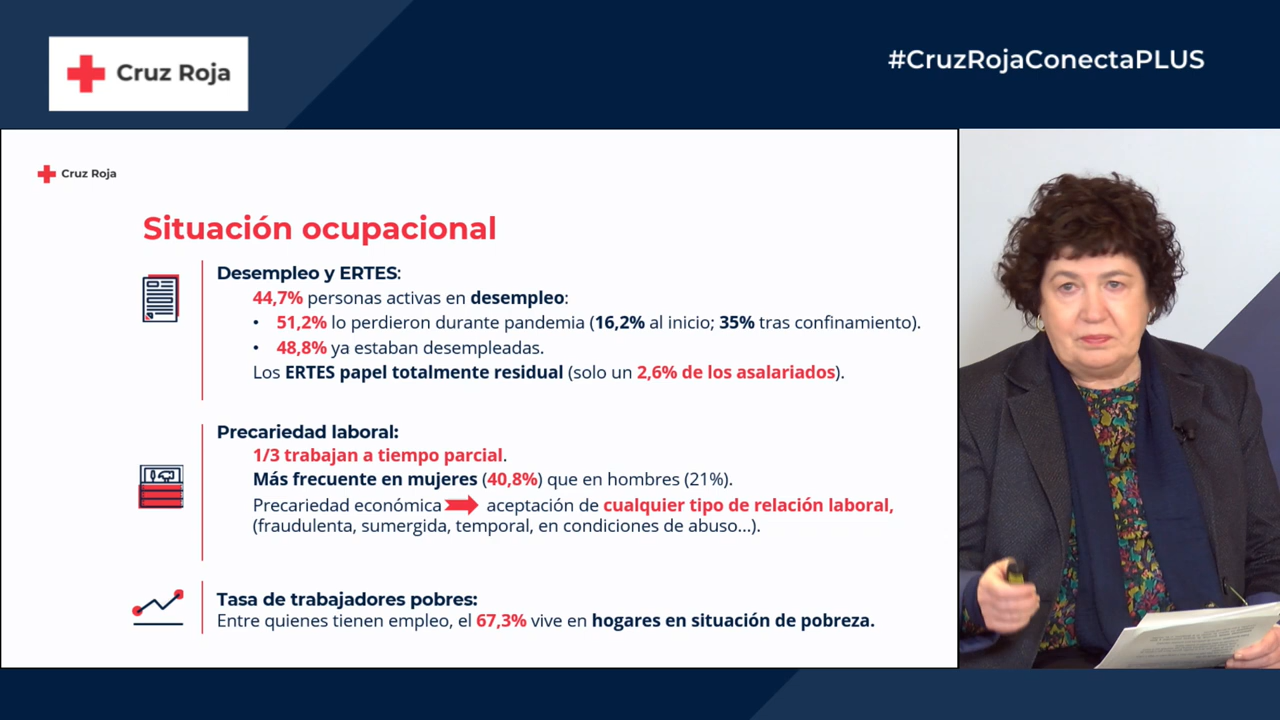 Cruz Roja
#CruzRojaConectaPLUS
Cruz Roja
Situación ocupacional
Desempleo y ERTES:
44,7% personas activas en desempleo:
• 51,2% lo perdieron durante pandemia (16,2% al inicio; 35% tras confinamiento).
• 48,8% ya estaban desempleadas.
Los ERTES papel totalmente residual (solo un 2,6% de los asalariados).
Precariedad laboral:
1/3 trabajan a tiempo parcial.
Más frecuente en mujeres (40,8%) que en hombres (21%).
Precariedad económica aceptación de cualquier tipo de relación laboral,
(fraudulenta, sumergida, temporal, en condiciones de abuso...).
Tasa de trabajadores pobres:
Entre quienes tienen empleo, el 67,3% vive en hogares en situación de pobreza.